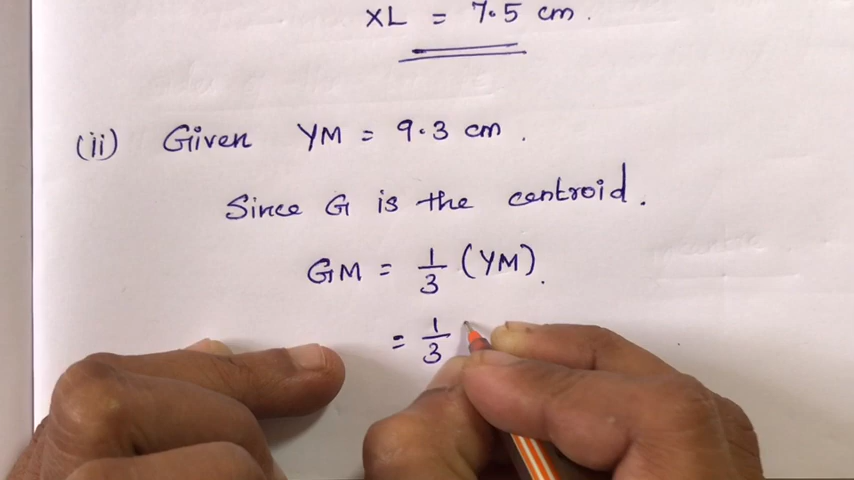 XL = 7.5 cm.
(ii) Given YM = 9.3 cm.
Since G is the centroid.
GM = 1/3 (YM).
= 1/3